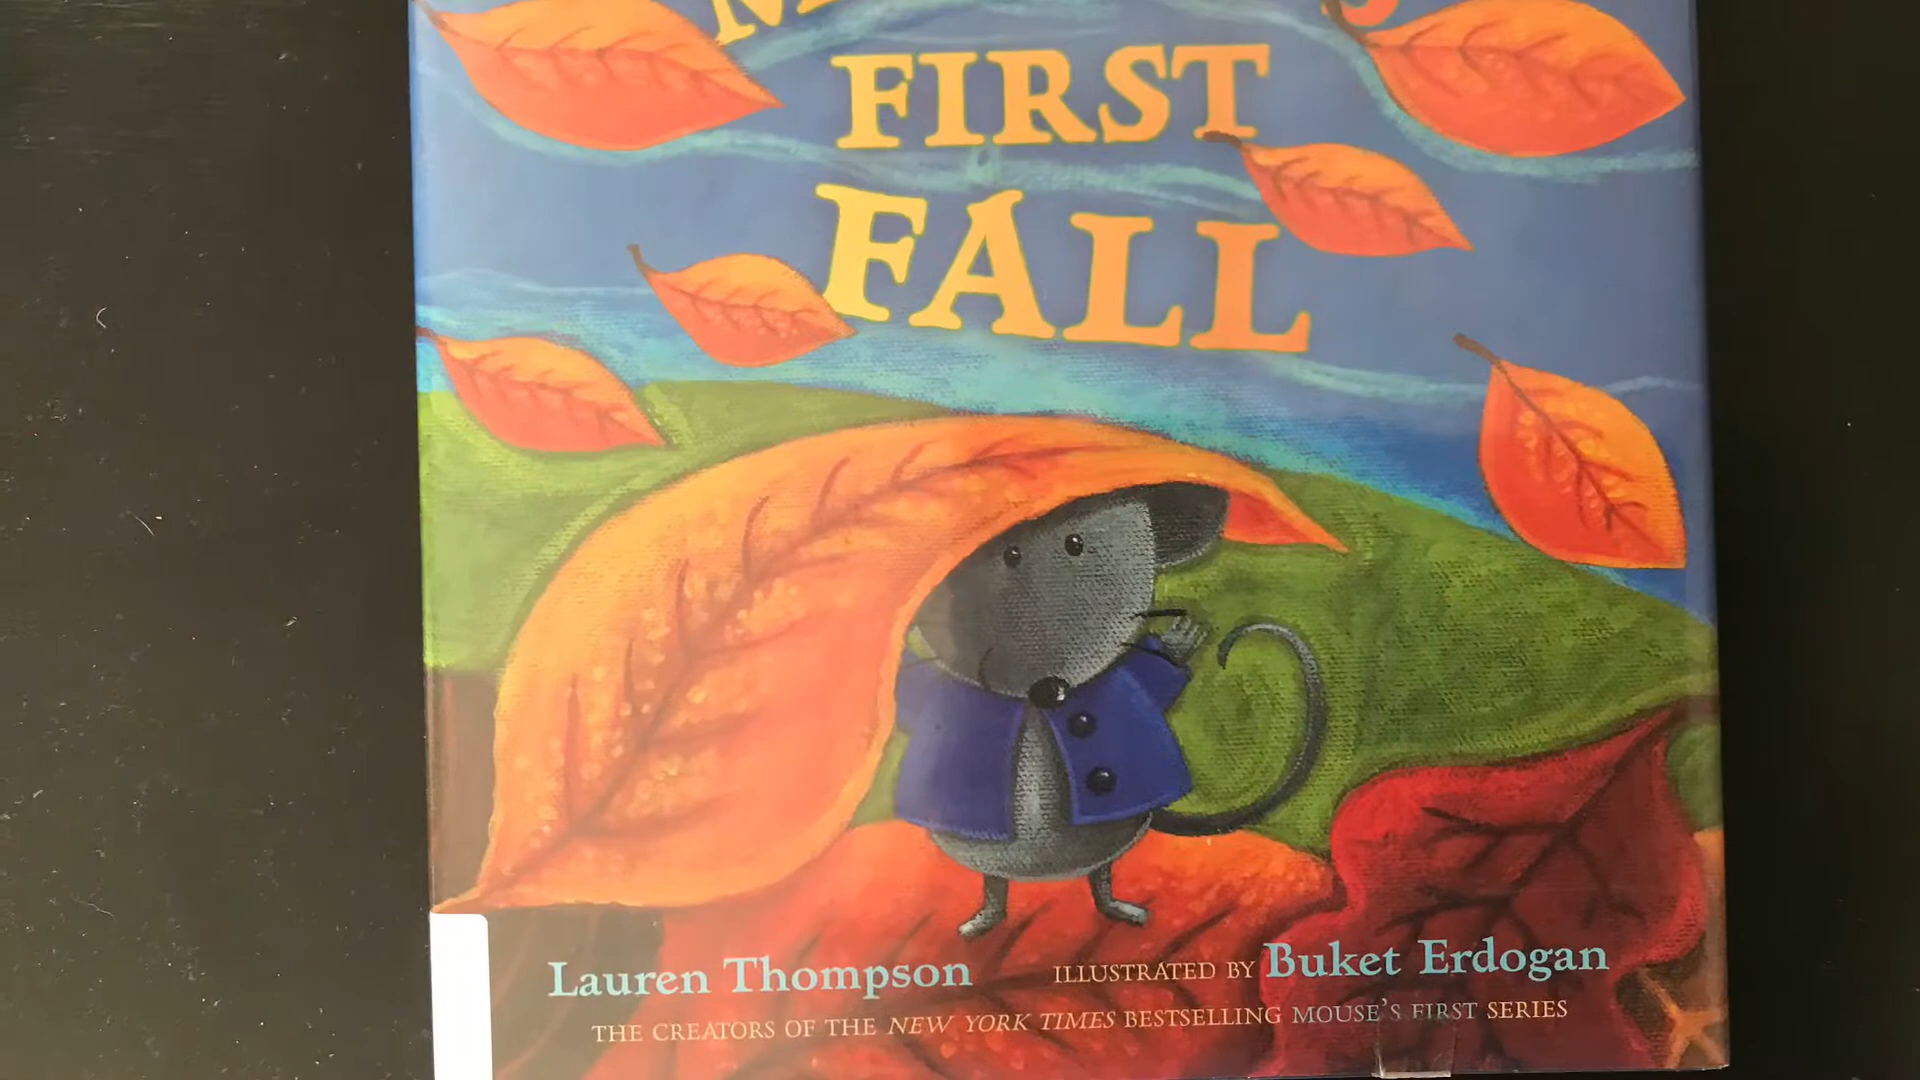 FIRST
FALL
Lauren Thompson ILLUSTRATED BY Buket Erdogan
THE CREATORS OF THE NEW YORK TIMES BESTSELLING MOUSE'S FIRST SERIES